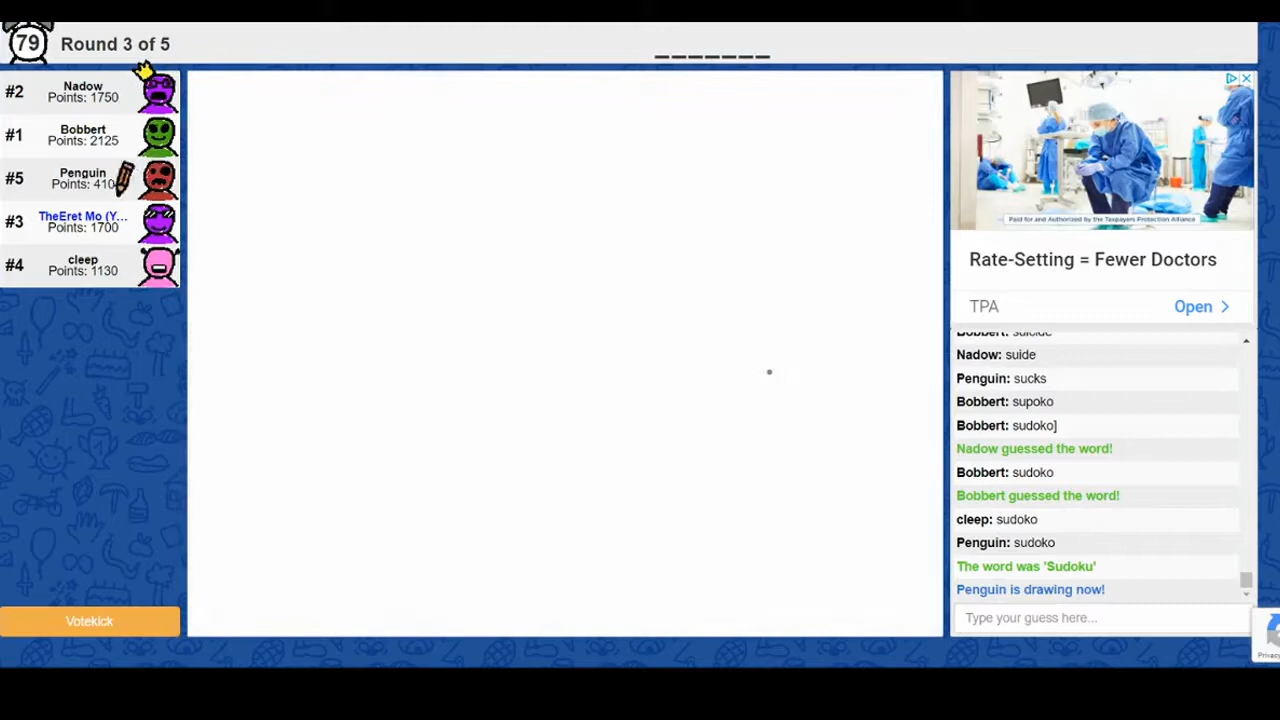 79
Round 3 of 5
_ _ _ _ _ _ _
#2
Nadow
Points: 1750
#1
Bobbert
Points: 2125
#5
Penguin
Points: 410
#3
TheEret Mo (Y...
Points: 1700
#4
cleep
Points: 1130
Votekick
Paid for and Authorized by the Taxpayers Protection Alliance
Rate-Setting = Fewer Doctors
TPA
Open >
Bobbert: suicide
Nadow: suide
Penguin: sucks
Bobbert: supoko
Bobbert: sudoko]
Nadow guessed the word!
Bobbert: sudoko
Bobbert guessed the word!
cleep: sudoko
Penguin: sudoko
The word was 'Sudoku'
Penguin is drawing now!
Type your guess here...